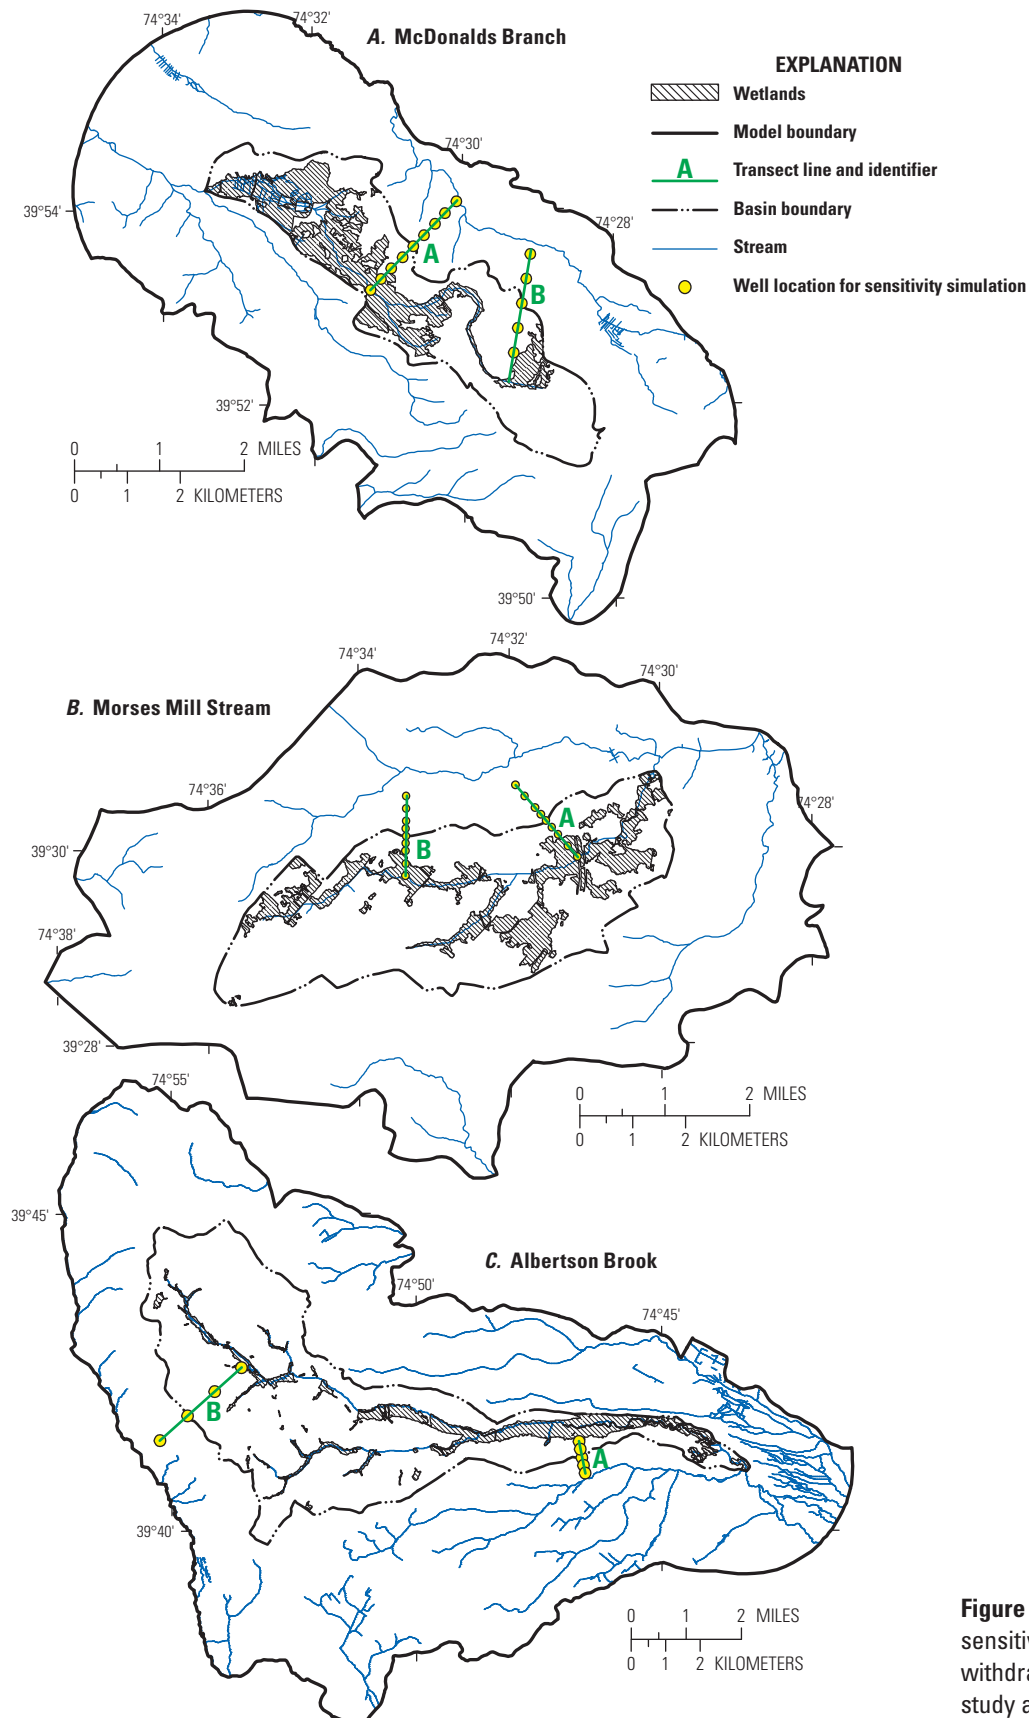 74°34'
74°32'
A. McDonalds Branch
EXPLANATION
Wetlands
Model boundary
A
Transect line and identifier
Basin boundary
Stream
Well location for sensitivity simulation
74°30'
74°28'
39°54'
A
B
39°52'
0 1 2 MILES
0 1 2 KILOMETERS
39°50'
74°34'
74°32'
74°30'
B. Morses Mill Stream
74°36'
74°28'
39°30'
A
B
74°38'
39°28'
0 1 2 MILES
0 1 2 KILOMETERS
74°55'
39°45'
C. Albertson Brook
74°50'
74°45'
B
A
39°40'
0 1 2 MILES
0 1 2 KILOMETERS
Figure
sensitiv
withdra
study a